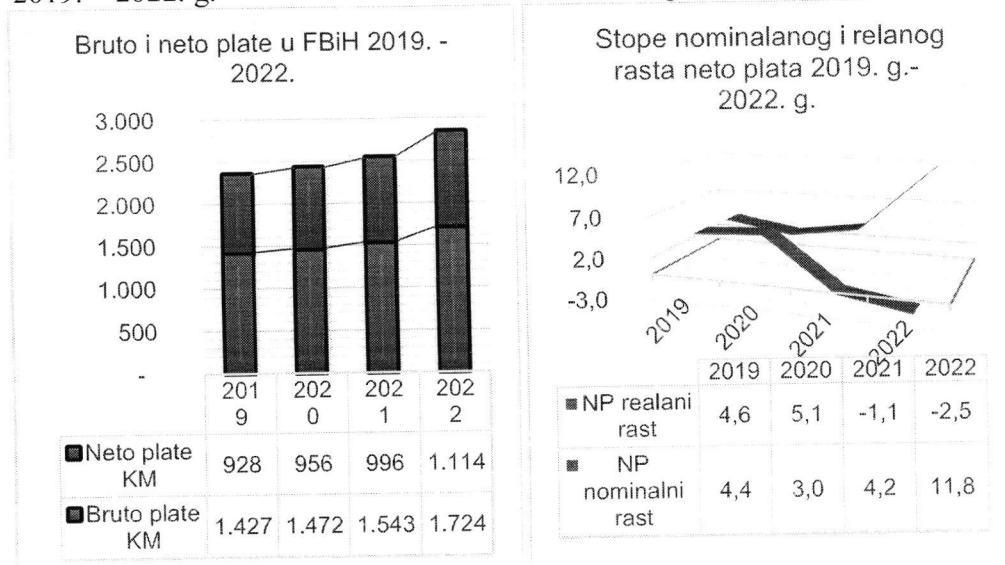 2019. – 2022. g.
Bruto i neto plate u FBiH 2019. -
2022.
3.000
2.500
2.000
1.500
1.000
500
-
201
9
202
0
202
1
202
2
Neto plate
KM
928 956 996 1.114
Bruto plate
KM
1.427 1.472 1.543 1.724
Stope nominalanog i relanog
rasta neto plata 2019. g.-
2022. g.
12,0
7,0
2,0
-3,0
2019 2020 2021 2022
2019 2020 2021 2022
NP realani
rast
4,6 5,1 -1,1 -2,5
NP
nominalni
rast
4,4 3,0 4,2 11,8